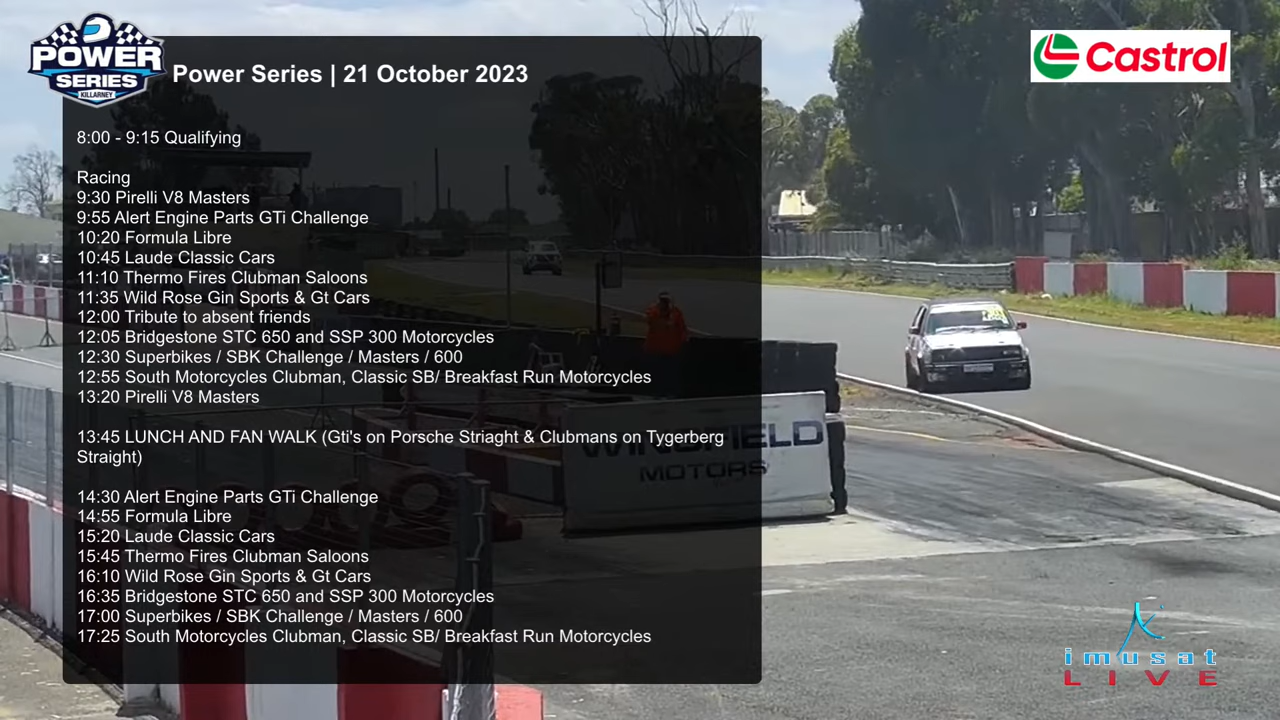 POWER
SERIES
KILLARNEY
Power Series | 21 October 2023
Castrol
8:00 - 9:15 Qualifying
Racing
9:30 Pirelli V8 Masters
9:55 Alert Engine Parts GTi Challenge
10:20 Formula Libre
10:45 Laude Classic Cars
11:10 Thermo Fires Clubman Saloons
11:35 Wild Rose Gin Sports & Gt Cars
12:00 Tribute to absent friends
12:05 Bridgestone STC 650 and SSP 300 Motorcycles
12:30 Superbikes / SBK Challenge / Masters / 600
12:55 South Motorcycles Clubman, Classic SB/ Breakfast Run Motorcycles
13:20 Pirelli V8 Masters
13:45 LUNCH AND FAN WALK (Gti's on Porsche Striaght & Clubmans on Tygerberg
Straight)
14:30 Alert Engine Parts GTi Challenge
14:55 Formula Libre
15:20 Laude Classic Cars
15:45 Thermo Fires Clubman Saloons
16:10 Wild Rose Gin Sports & Gt Cars
16:35 Bridgestone STC 650 and SSP 300 Motorcycles
17:00 Superbikes / SBK Challenge / Masters / 600
17:25 South Motorcycles Clubman, Classic SB/ Breakfast Run Motorcycles
WINGFIELD
MOTORS
imusat
LIVE